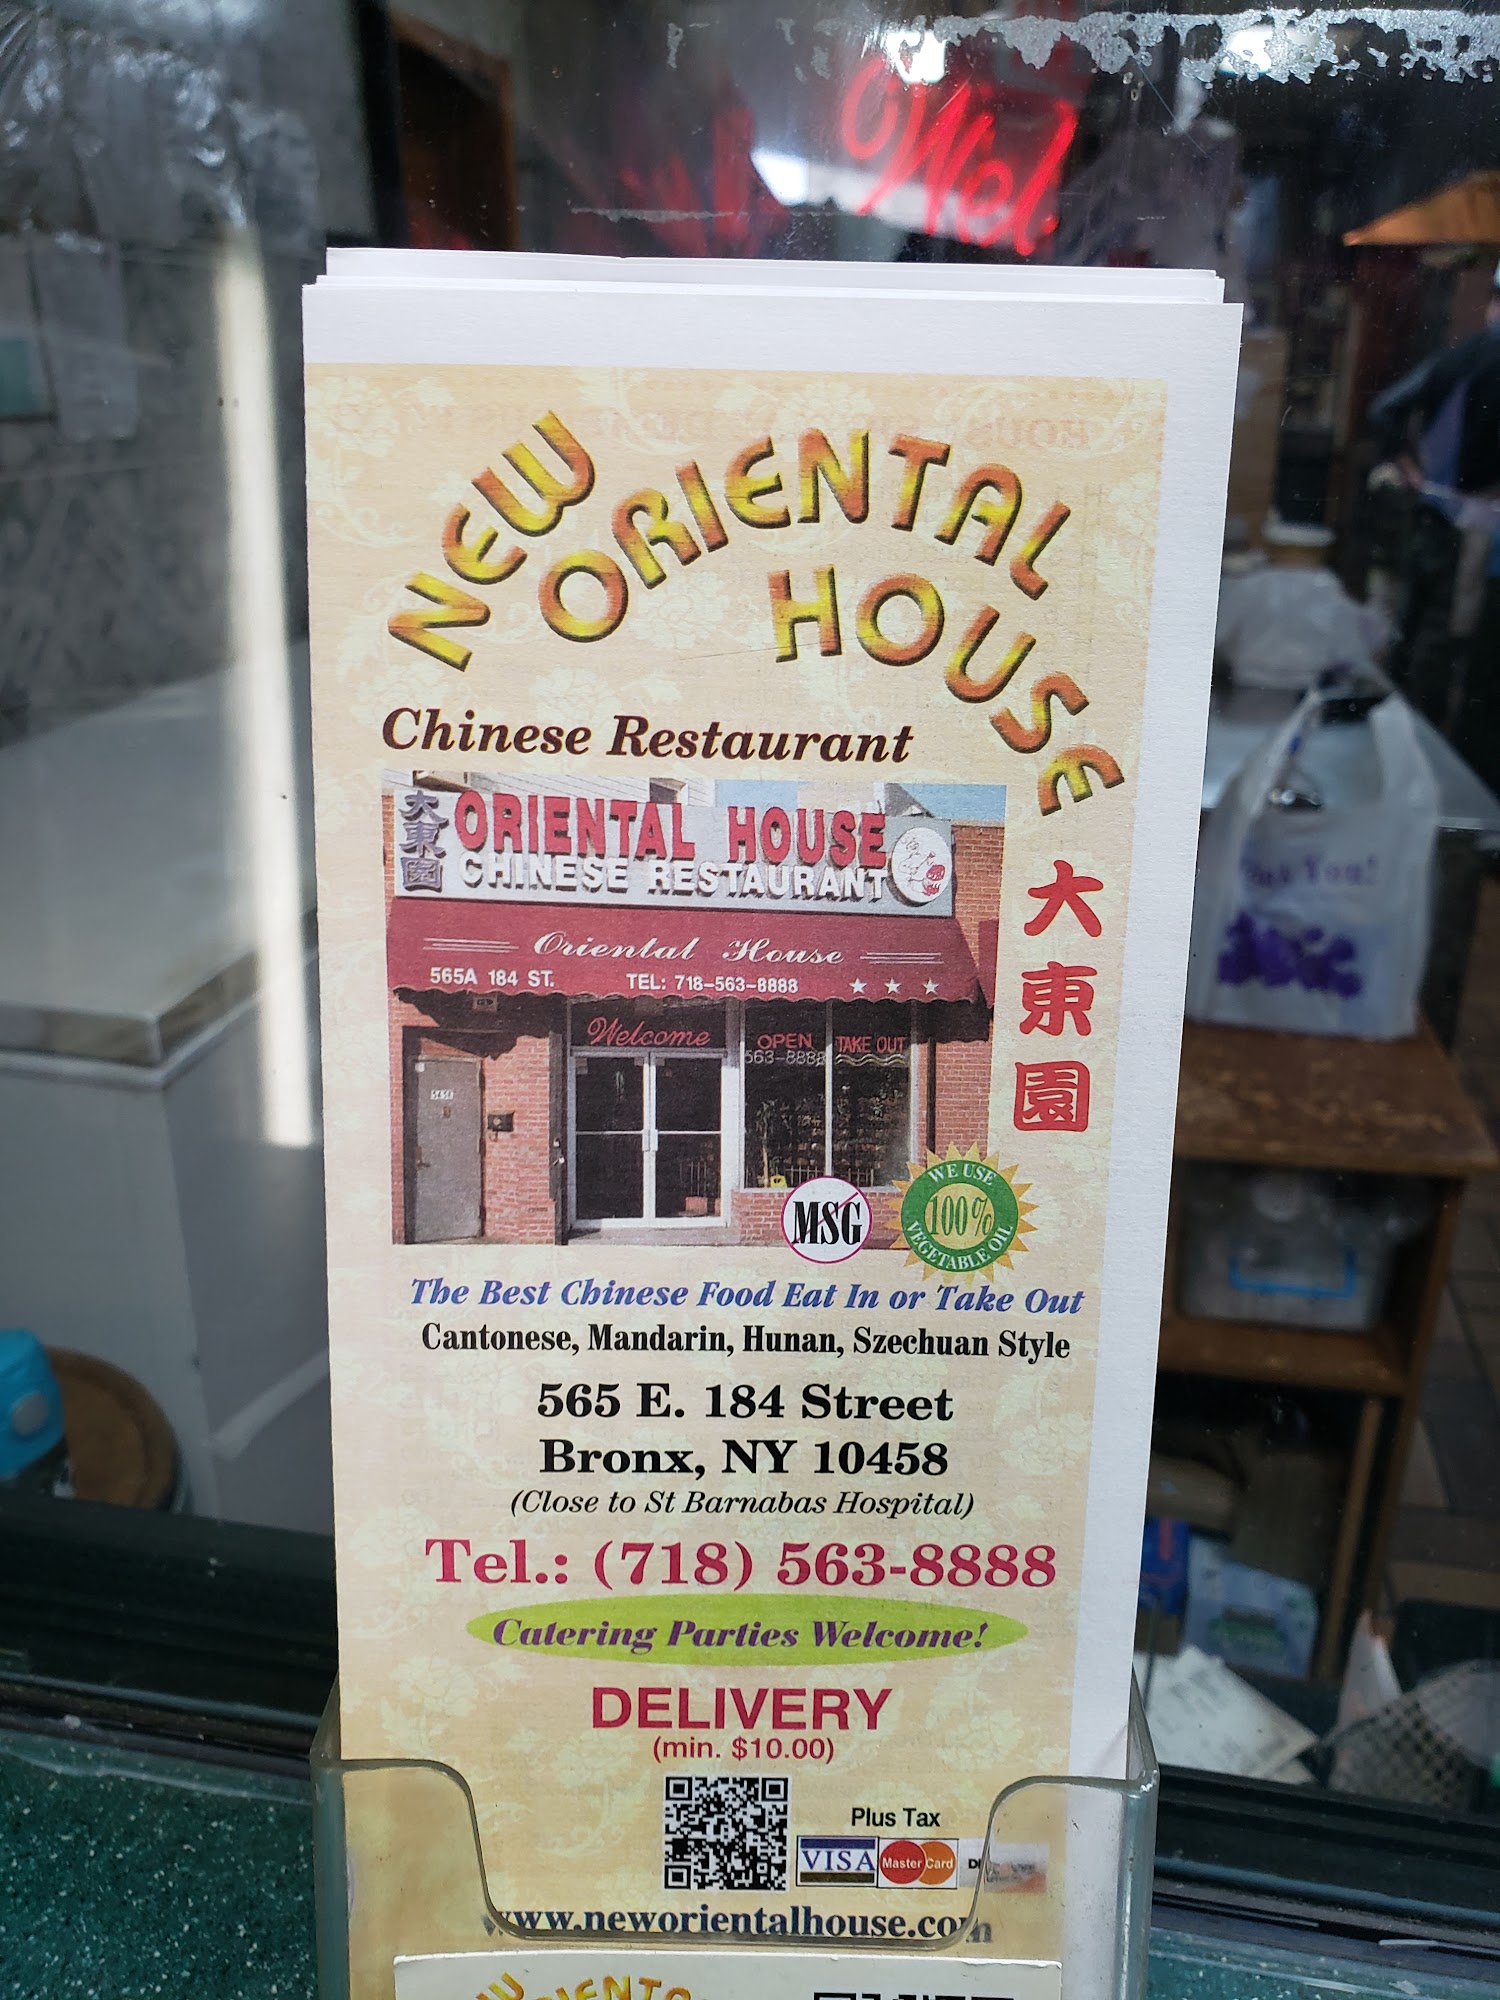 Wel
NEW
ORIENTAL
HOUSE
Chinese Restaurant
大東園
ORIENTAL HOUSE
CHINESE RESTAURANT
Oriental House
565A 184 ST. TEL: 718-563-8888
Welcome
OPEN
563-8888
TAKE OUT
大東園
MSG
WE USE
100%
VEGETABLE OIL
The Best Chinese Food Eat In or Take Out
Cantonese, Mandarin, Hunan, Szechuan Style
565 E. 184 Street
Bronx, NY 10458
(Close to St Barnabas Hospital)
Tel.: (718) 563-8888
Catering Parties Welcome!
DELIVERY
(min. $10.00)
Plus Tax
VISA
MasterCard
www.neworientalhouse.com
You!